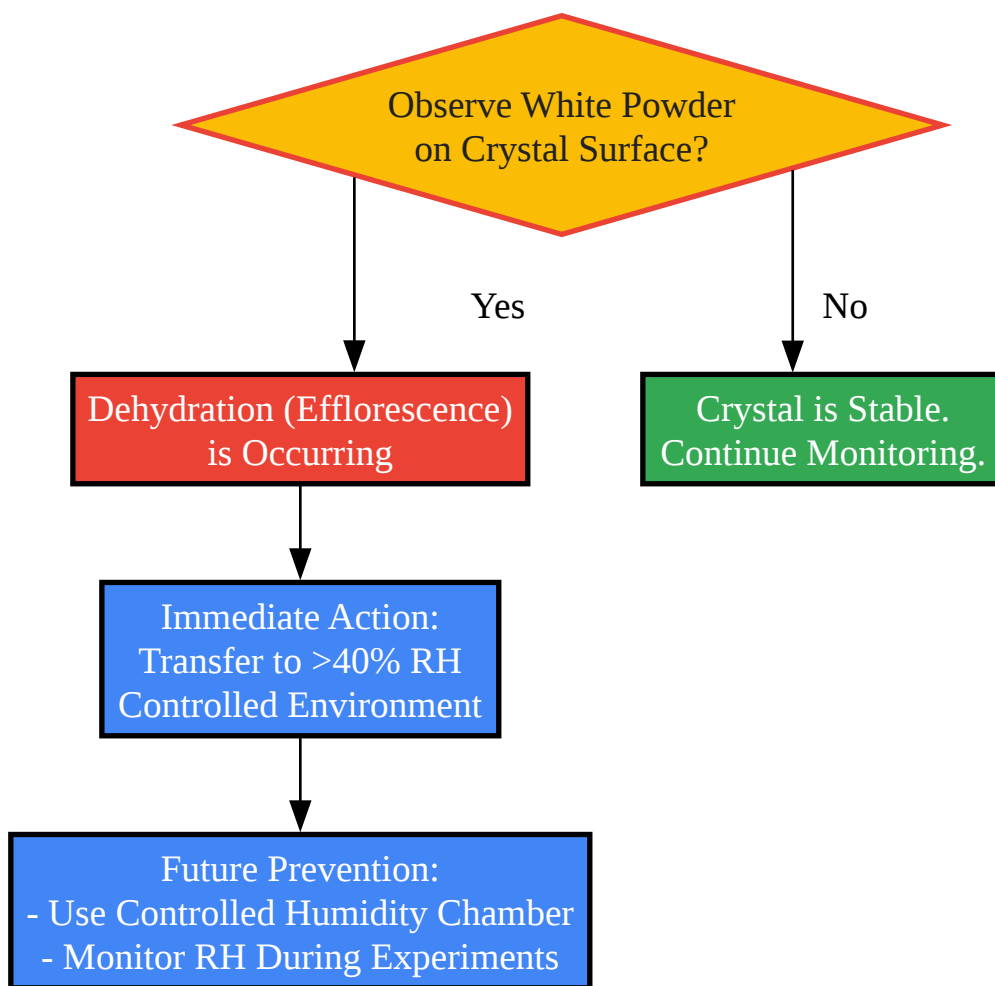 Observe White Powder
on Crystal Surface?
Yes
No
Dehydration (Efflorescence)
is Occurring
Crystal is Stable.
Continue Monitoring.
Immediate Action:
Transfer to >40% RH
Controlled Environment
Future Prevention:
- Use Controlled Humidity Chamber
- Monitor RH During Experiments